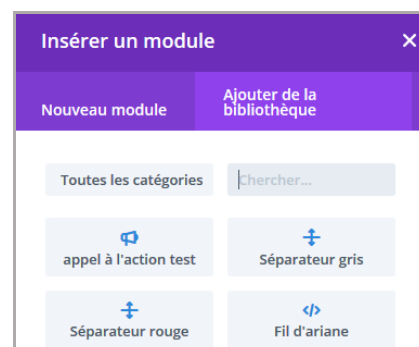 Insérer un module
Nouveau module
Ajouter de la
bibliothèque
Toutes les catégories
Chercher...
appel à l'action test
Séparateur gris
Séparateur rouge
Fil d'ariane